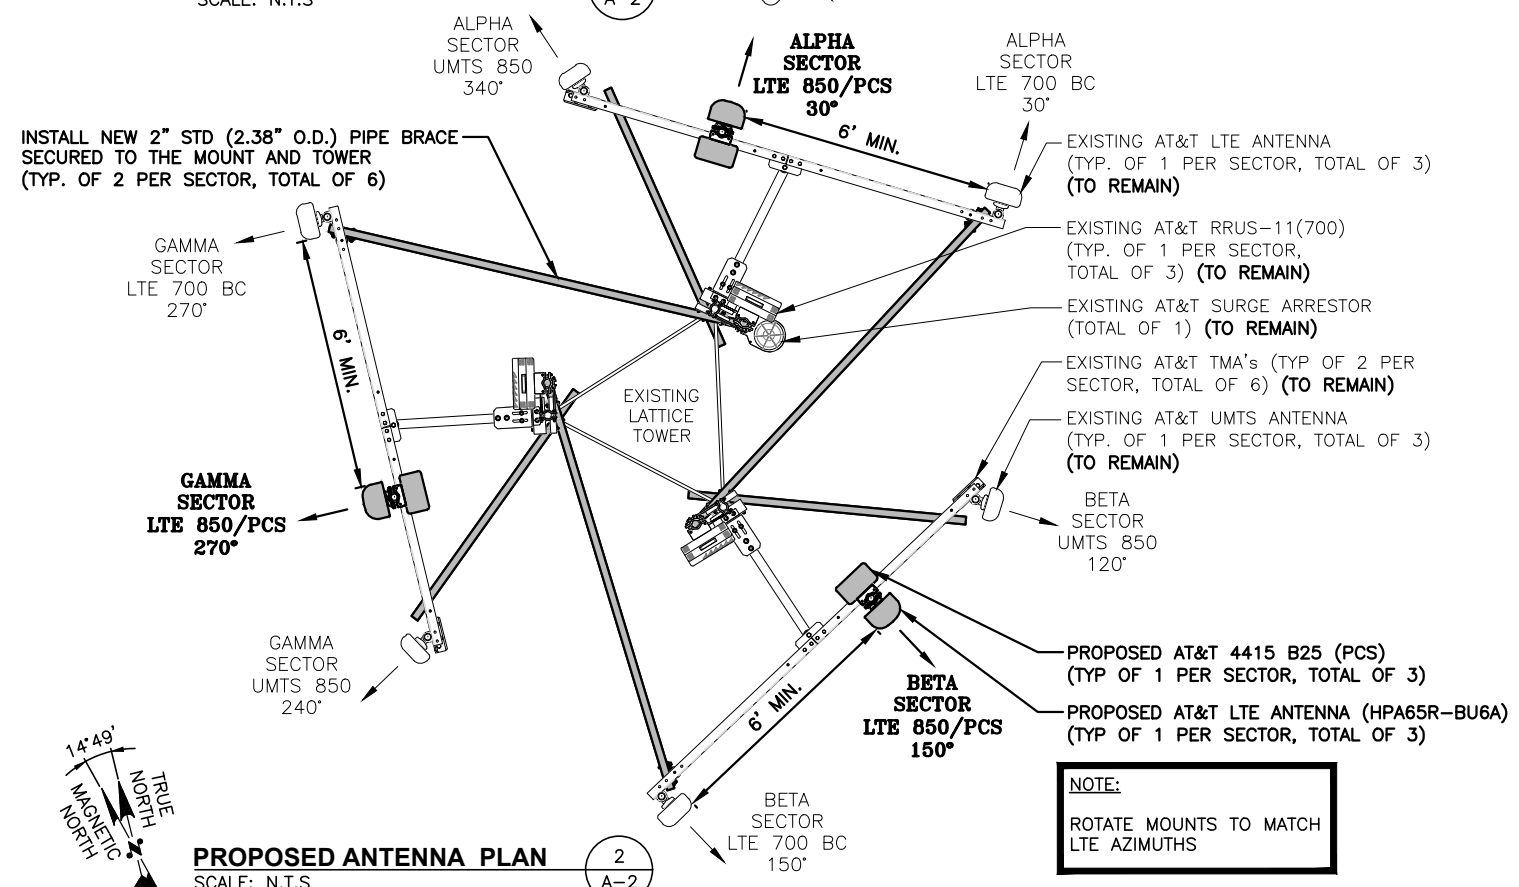 SCALE: N.T.S
A-2
ALPHA
SECTOR
UMTS 850
340°
ALPHA
SECTOR
LTE 850/PCS
30°
ALPHA
SECTOR
LTE 700 BC
30°
6' MIN.
INSTALL NEW 2" STD (2.38" O.D.) PIPE BRACE
SECURED TO THE MOUNT AND TOWER
(TYP. OF 2 PER SECTOR, TOTAL OF 6)
EXISTING AT&T LTE ANTENNA
(TYP. OF 1 PER SECTOR, TOTAL OF 3)
(TO REMAIN)
EXISTING AT&T RRUS-11(700)
(TYP. OF 1 PER SECTOR,
TOTAL OF 3) (TO REMAIN)
EXISTING AT&T SURGE ARRESTOR
(TOTAL OF 1) (TO REMAIN)
EXISTING AT&T TMA's (TYP OF 2 PER
SECTOR, TOTAL OF 6) (TO REMAIN)
EXISTING AT&T UMTS ANTENNA
(TYP. OF 1 PER SECTOR, TOTAL OF 3)
(TO REMAIN)
GAMMA
SECTOR
LTE 700 BC
270°
6' MIN.
EXISTING
LATTICE
TOWER
GAMMA
SECTOR
LTE 850/PCS
270°
BETA
SECTOR
UMTS 850
120°
GAMMA
SECTOR
UMTS 850
240°
6' MIN.
BETA
SECTOR
LTE 850/PCS
150°
PROPOSED AT&T 4415 B25 (PCS)
(TYP OF 1 PER SECTOR, TOTAL OF 3)
PROPOSED AT&T LTE ANTENNA (HPA65R-BU6A)
(TYP OF 1 PER SECTOR, TOTAL OF 3)
BETA
SECTOR
LTE 700 BC
150°
NOTE:
ROTATE MOUNTS TO MATCH
LTE AZIMUTHS
14°49'
TRUE
NORTH
MAGNETIC
NORTH
N
PROPOSED ANTENNA PLAN
2
SCALE: N.T.S
A-2